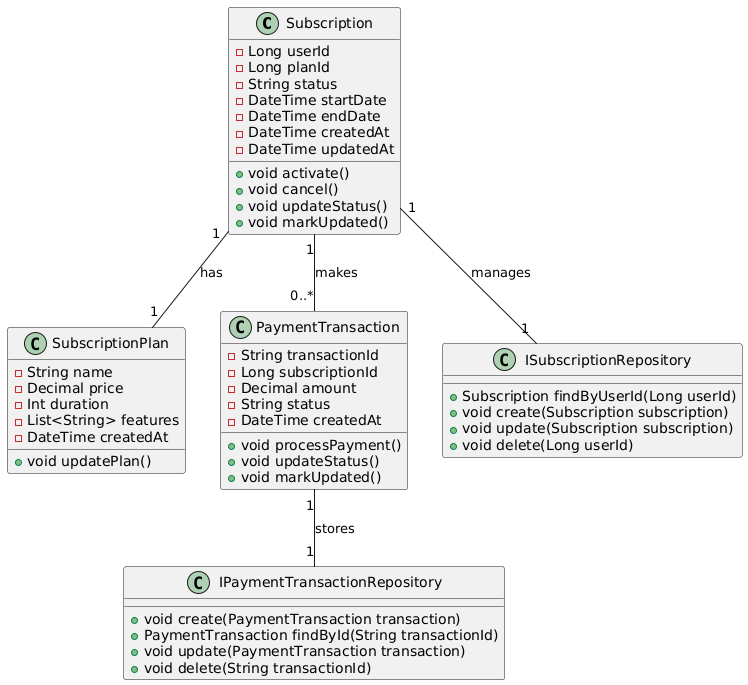 C Subscription
Long userId
Long planId
String status
DateTime startDate
DateTime endDate
DateTime createdAt
DateTime updatedAt
void activate()
void cancel()
void updateStatus()
void markUpdated()
1
1
1
has
makes
manages
1
0..*
1
C SubscriptionPlan
String name
Decimal price
Int duration
List<String> features
DateTime createdAt
void updatePlan()
C PaymentTransaction
String transactionId
Long subscriptionId
Decimal amount
String status
DateTime createdAt
void processPayment()
void updateStatus()
void markUpdated()
C ISubscriptionRepository
Subscription findByUserId(Long userId)
void create(Subscription subscription)
void update(Subscription subscription)
void delete(Long userId)
1
stores
1
C IPaymentTransactionRepository
void create(PaymentTransaction transaction)
PaymentTransaction findById(String transactionId)
void update(PaymentTransaction transaction)
void delete(String transactionId)